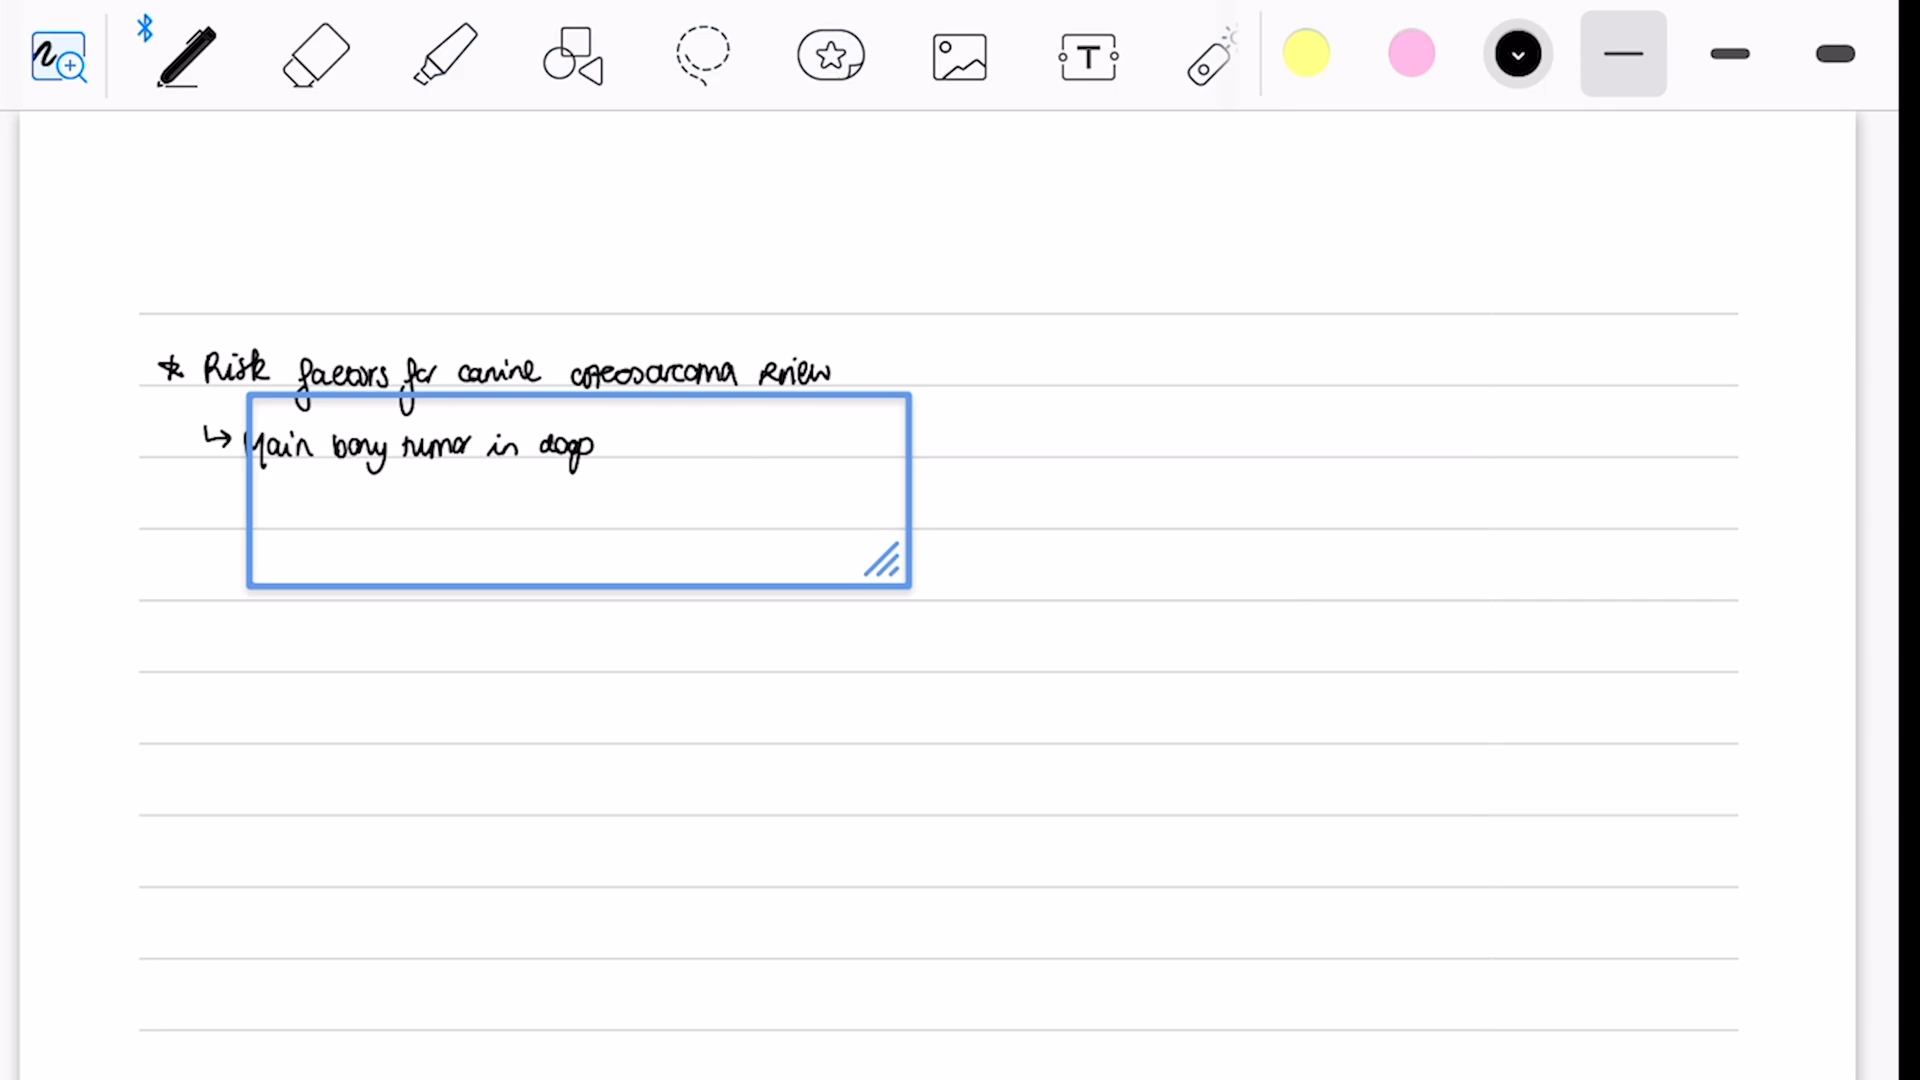 * Risk factors for canine osteosarcoma review
↳ Main bony tumor in dogs
T